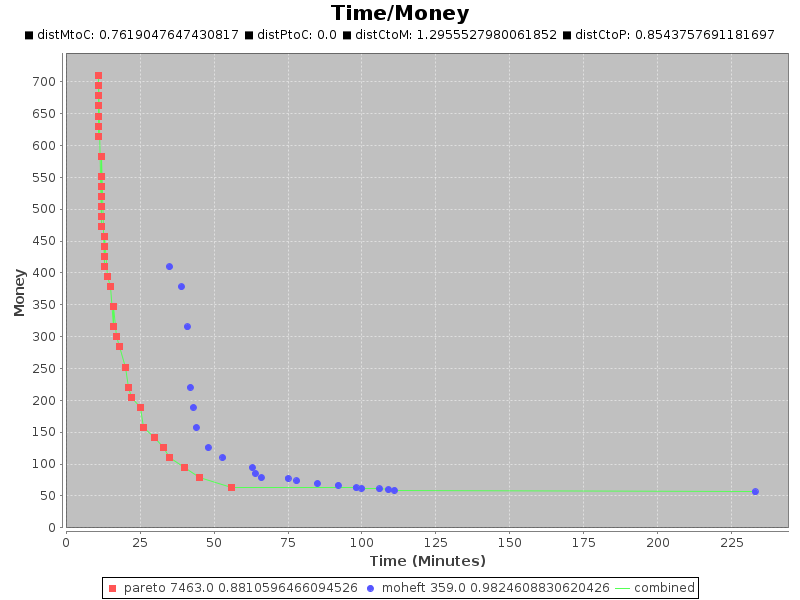 Time/Money
distMtoC: 0.7619047647430817 distPtoC: 0.0 distCtoM: 1.2955527980061852 distCtoP: 0.8543757691181697
700
650
600
550
500
450
400
350
300
250
200
150
100
50
0
Money
0 25 50 75 100 125 150 175 200 225
Time (Minutes)
pareto 7463.0 0.8810596466094526 moheft 359.0 0.9824608830620426 combined